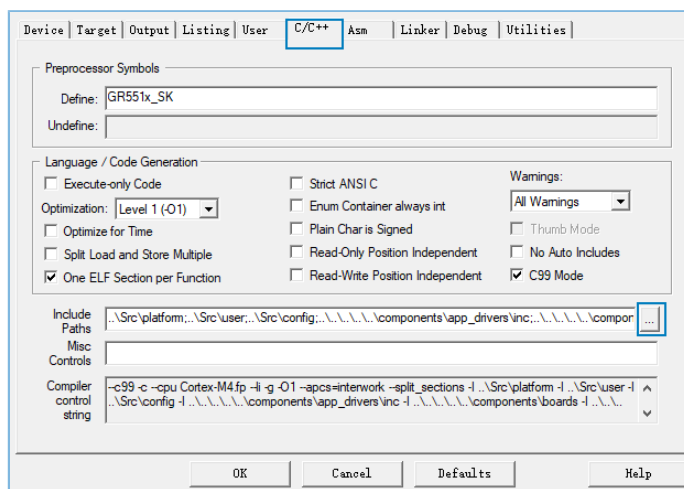 Device Target Output Listing User C/C++ Asm Linker Debug Utilities
Preprocessor Symbols
Define: GR551x_SK
Undefine:
Language / Code Generation
Execute-only Code
Optimization: Level 1 (-O1)
Optimize for Time
Split Load and Store Multiple
One ELF Section per Function
Strict ANSI C
Enum Container always int
Plain Char is Signed
Read-Only Position Independent
Read-Write Position Independent
Warnings:
All Warnings
Thumb Mode
No Auto Includes
C99 Mode
Include
Paths
..\Src\platform;..\Src\user;..\Src\config;..\..\..\..\..\components\app_drivers\inc;..\..\..\..\..\compon
...
Misc
Controls
Compiler
control
string
--c99 -c --cpu Cortex-M4.fp --li -g -O1 --apcs=interwork --split_sections -I ..\Src\platform -I ..\Src\user -I
..\Src\config -I ..\..\..\..\..\components\app_drivers\inc -I ..\..\..\..\..\components\boards -I ..\..\..
OK Cancel Defaults Help